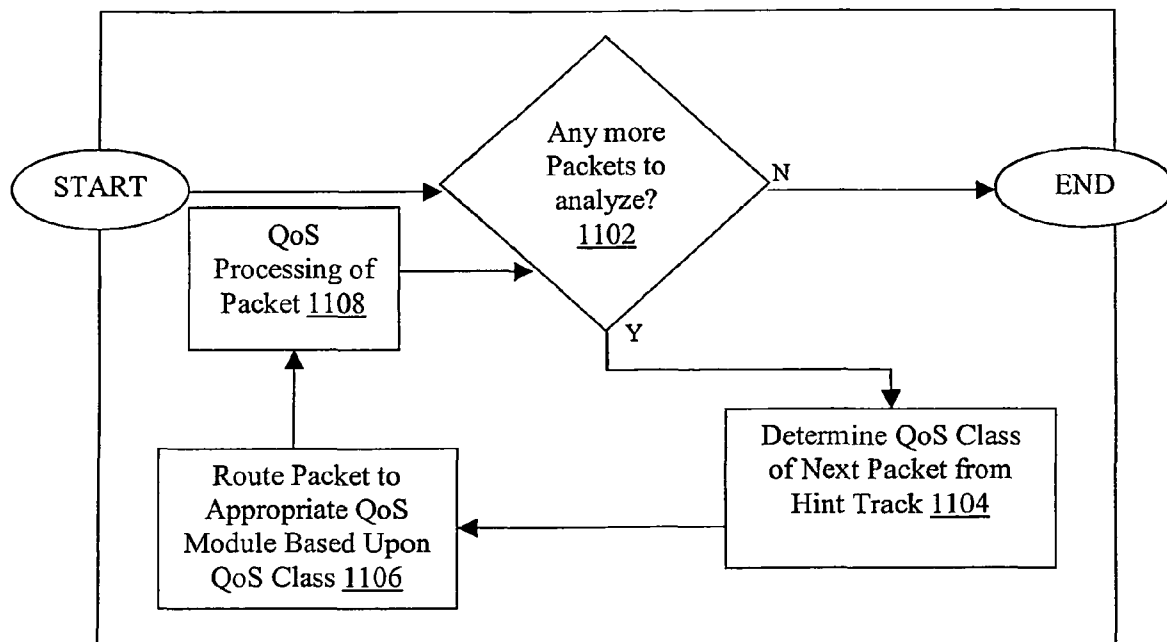 START
Any more
Packets to
analyze?
1102
N
END
QoS
Processing of
Packet 1108
Y
Determine QoS Class
of Next Packet from
Hint Track 1104
Route Packet to
Appropriate QoS
Module Based Upon
QoS Class 1106